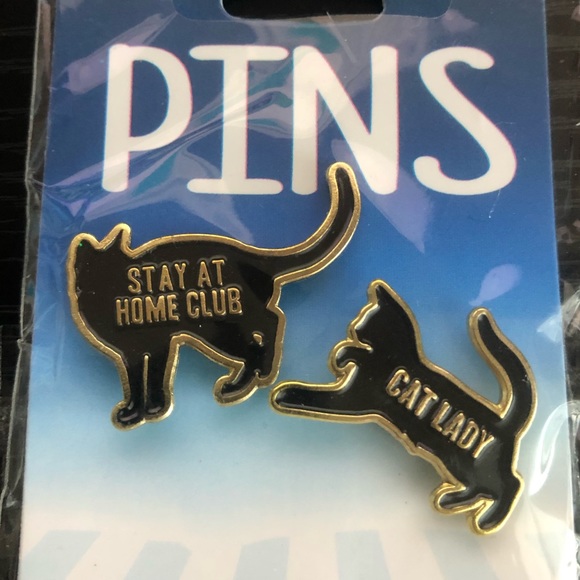 PINS
STAY AT
HOME CLUB
CAT LADY